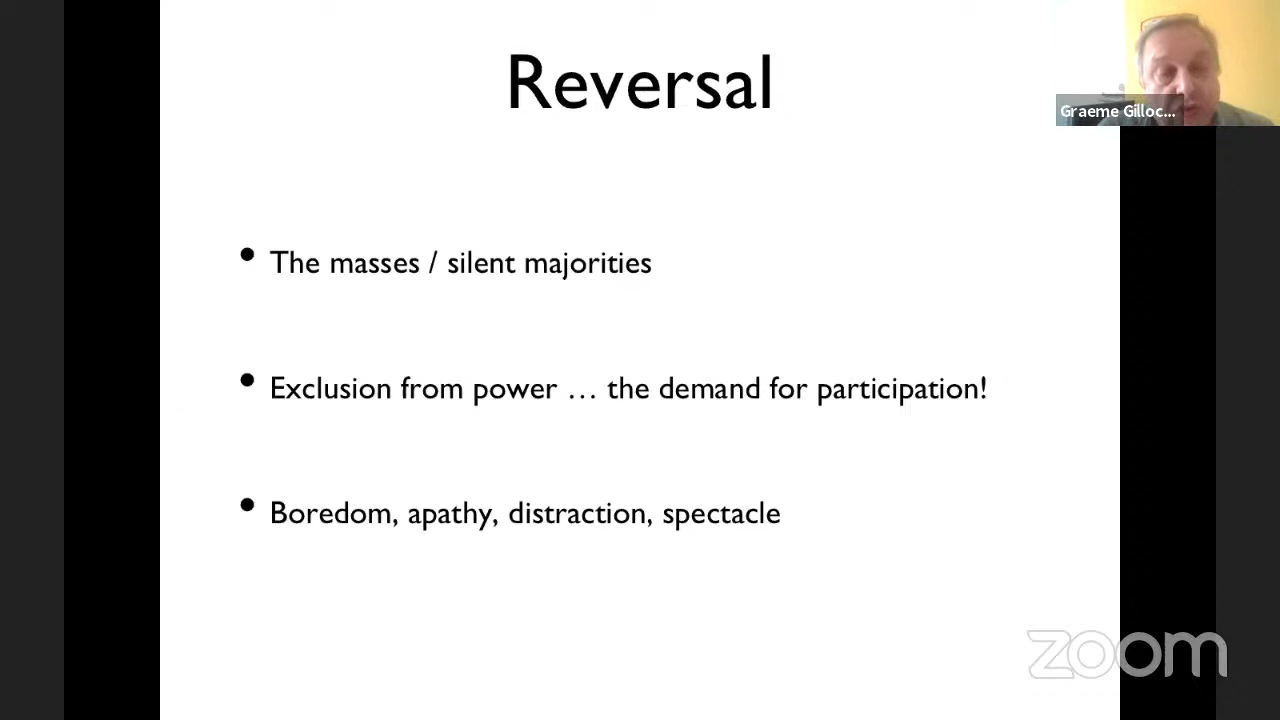 Reversal
Graeme Gilloc...
• The masses / silent majorities
• Exclusion from power … the demand for participation!
• Boredom, apathy, distraction, spectacle
zoom